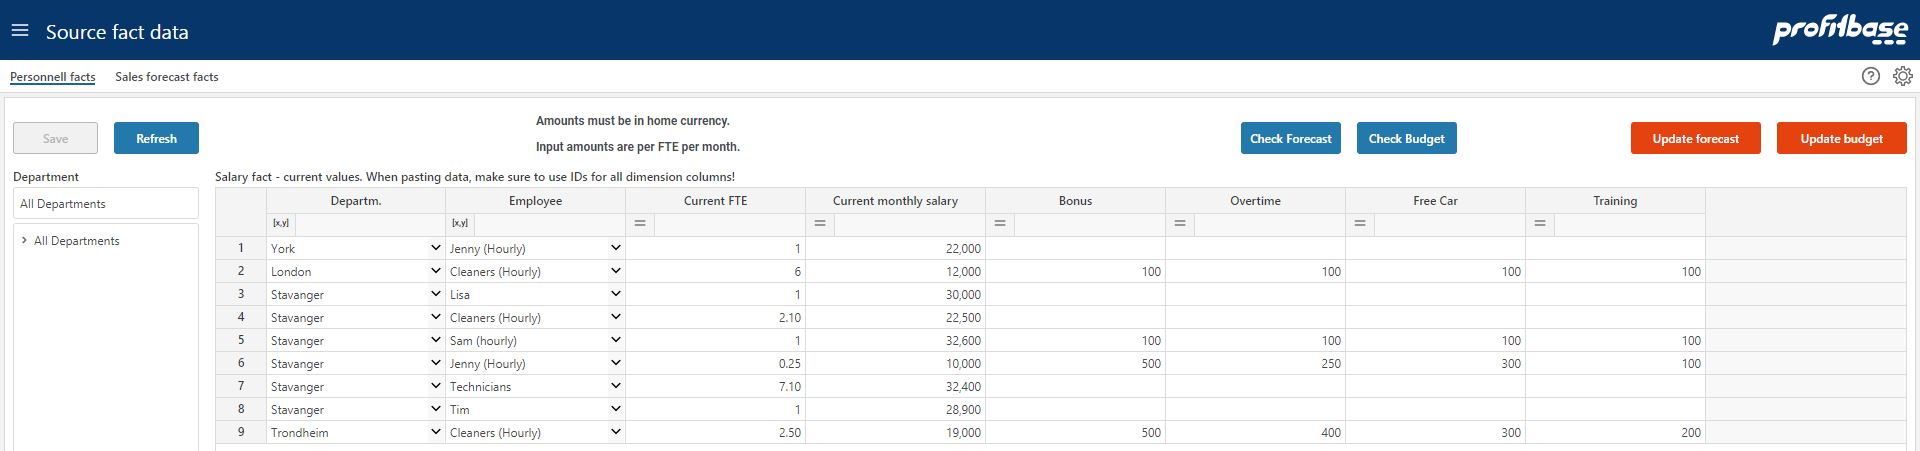 Source fact data
profitbase
Personnell facts Sales forecast facts
Save Refresh
Amounts must be in home currency.
Input amounts are per FTE per month.
Check Forecast Check Budget Update forecast Update budget
Department
All Departments
All Departments
Salary fact - current values. When pasting data, make sure to use IDs for all dimension columns!
Departm. Employee Current FTE Current monthly salary Bonus Overtime Free Car Training
[x,y] [x,y] = = = = = =
1 York Jenny (Hourly) 1 22,000
2 London Cleaners (Hourly) 6 12,000 100 100 100 100
3 Stavanger Lisa 1 30,000
4 Stavanger Cleaners (Hourly) 2.10 22,500
5 Stavanger Sam (hourly) 1 32,600 100 100 100 100
6 Stavanger Jenny (Hourly) 0.25 10,000 500 250 300 100
7 Stavanger Technicians 7.10 32,400
8 Stavanger Tim 1 28,900
9 Trondheim Cleaners (Hourly) 2.50 19,000 500 400 300 200